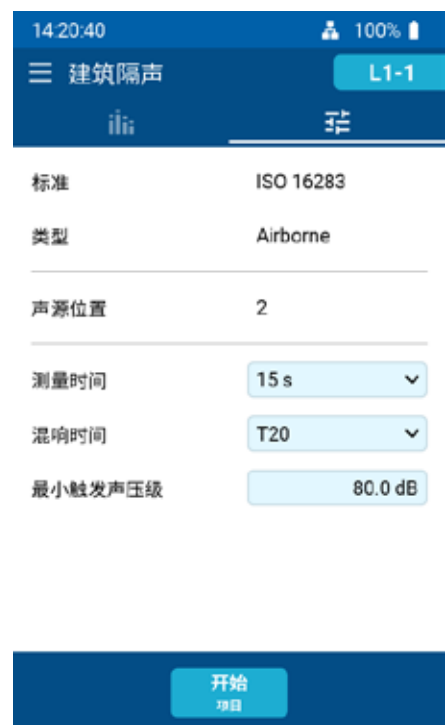 14:20:40 100%
建筑隔声 L1-1
标准 ISO 16283
类型 Airborne
声源位置 2
测量时间 15 s
混响时间 T20
最小触发声压级 80.0 dB
开始
项目